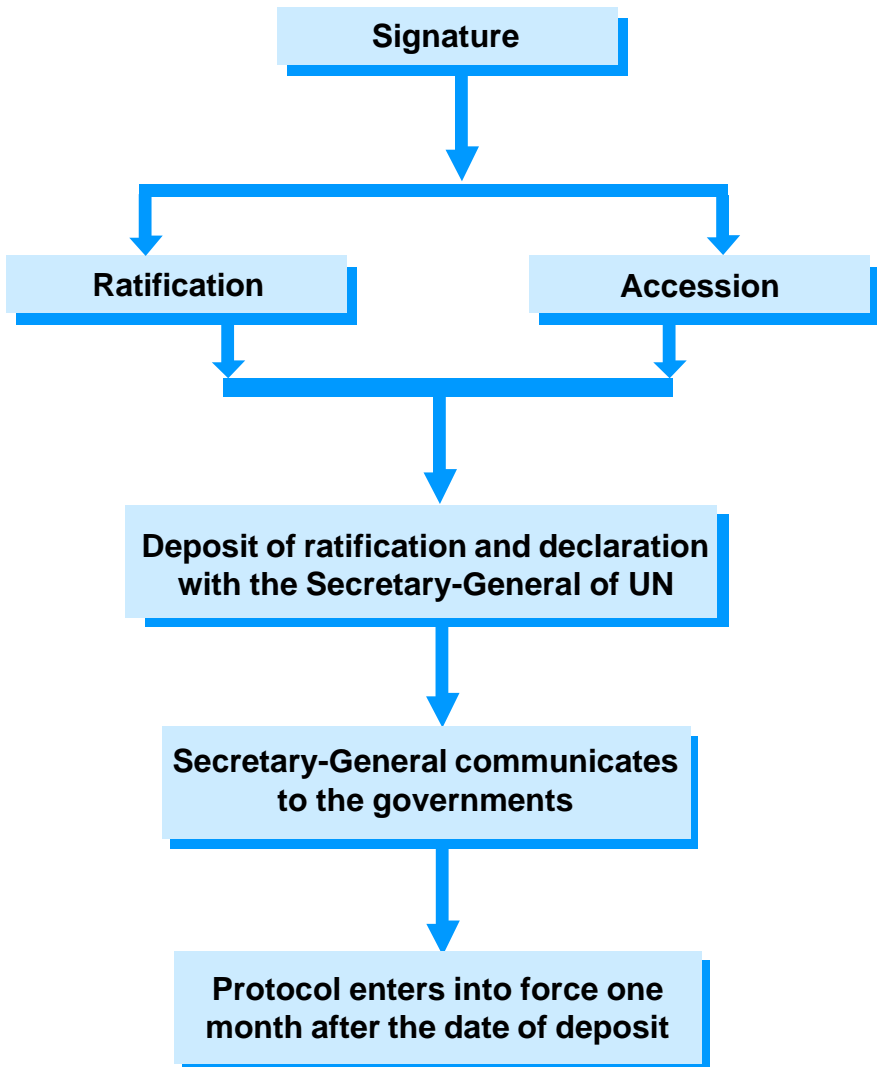 Signature
Ratification
Accession
Deposit of ratification and declaration
with the Secretary-General of UN
Secretary-General communicates
to the governments
Protocol enters into force one
month after the date of deposit